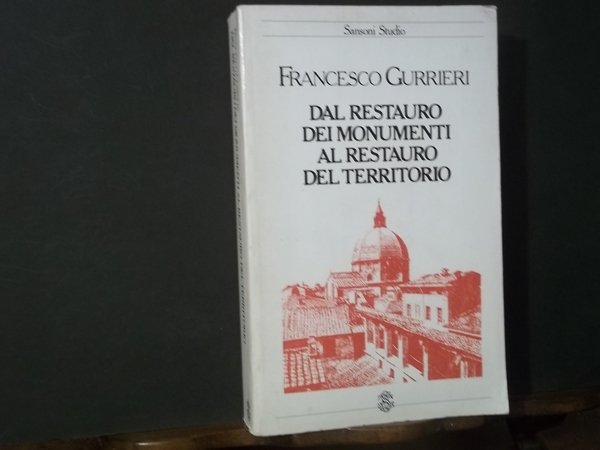 Sansoni Studio
FRANCESCO GURRIERI
DAL RESTAURO
DEI MONUMENTI
AL RESTAURO
DEL TERRITORIO